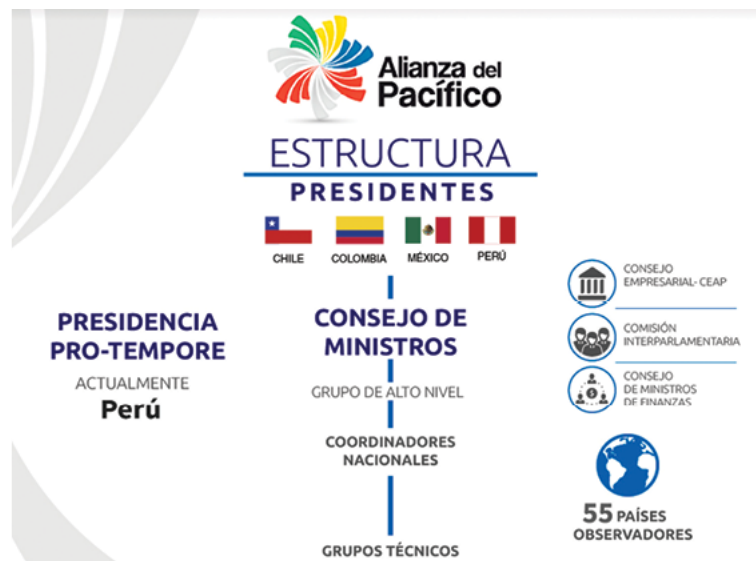 Alianza del
Pacífico
ESTRUCTURA
PRESIDENTES
CHILE
COLOMBIA
MÉXICO
PERÚ
PRESIDENCIA
PRO-TEMPORE
ACTUALMENTE
Perú
CONSEJO DE
MINISTROS
GRUPO DE ALTO NIVEL
COORDINADORES
NACIONALES
GRUPOS TÉCNICOS
CONSEJO
EMPRESARIAL- CEAP
COMISIÓN
INTERPARLAMENTARIA
CONSEJO
DE MINISTROS
DE FINANZAS
$
55 PAÍSES
OBSERVADORES